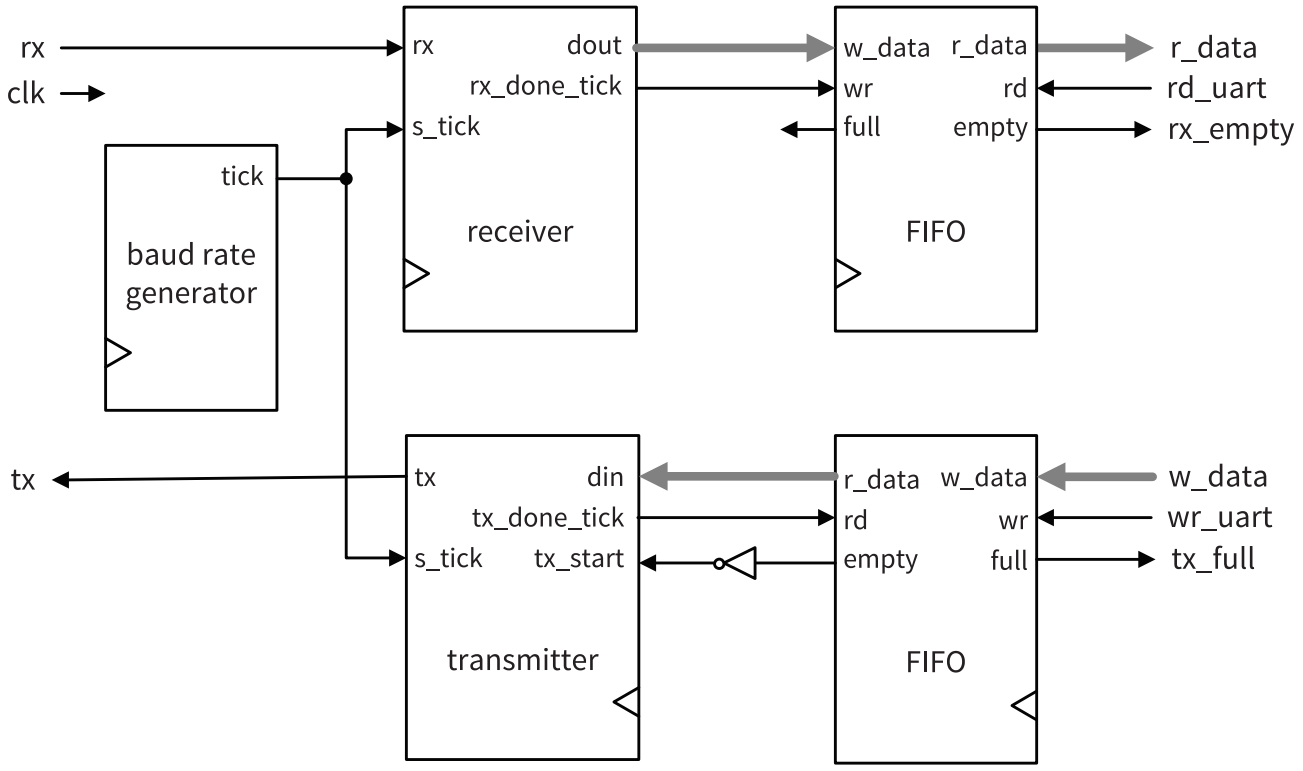 rx
clk
rx
dout
rx_done_tick
s_tick
receiver
w_data
r_data
wr
rd
full
empty
FIFO
r_data
rd_uart
rx_empty
tick
baud rate
generator
tx
tx
din
tx_done_tick
s_tick
tx_start
transmitter
r_data
w_data
rd
wr
empty
full
FIFO
w_data
wr_uart
tx_full